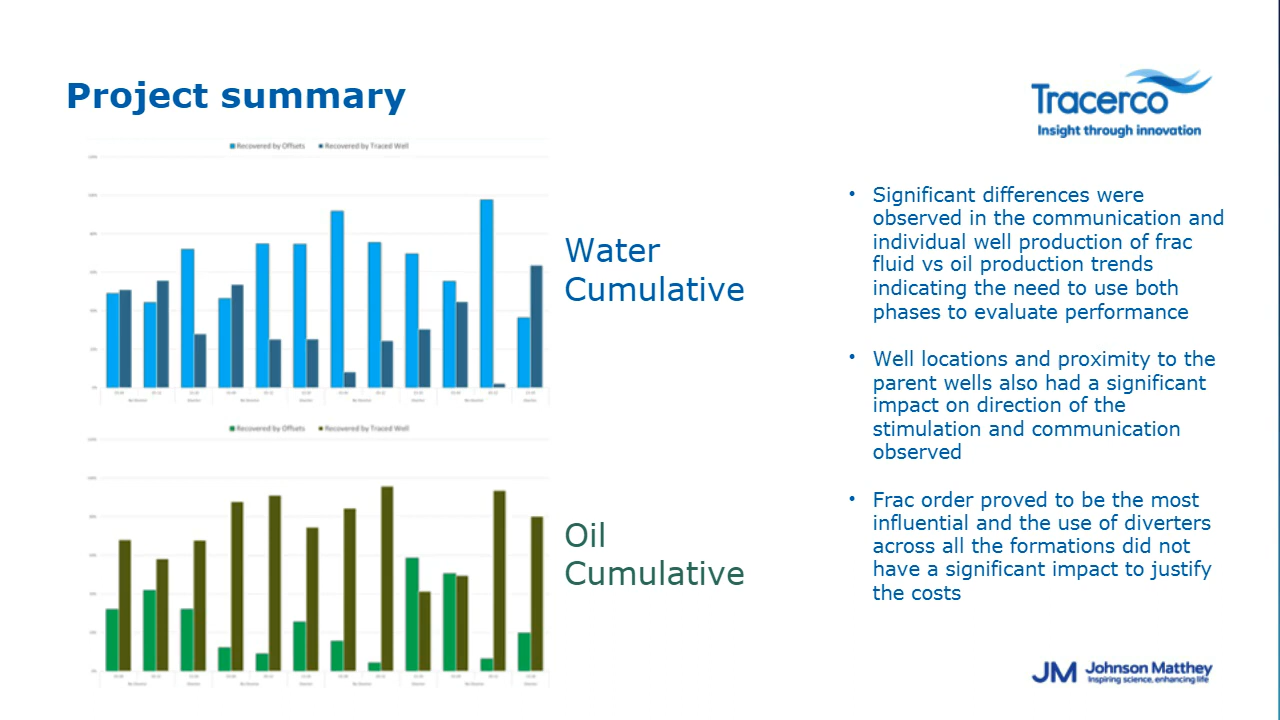 Project summary
Tracerco
Insight through innovation
Recovered by Offsets
Recovered by Traced Well
Water
Cumulative
Recovered by Offsets
Recovered by Traced Well
Oil
Cumulative
• Significant differences were
observed in the communication and
individual well production of frac
fluid vs oil production trends
indicating the need to use both
phases to evaluate performance
• Well locations and proximity to the
parent wells also had a significant
impact on direction of the
stimulation and communication
observed
• Frac order proved to be the most
influential and the use of diverters
across all the formations did not
have a significant impact to justify
the costs
JM Johnson Matthey
Inspiring science, enhancing life